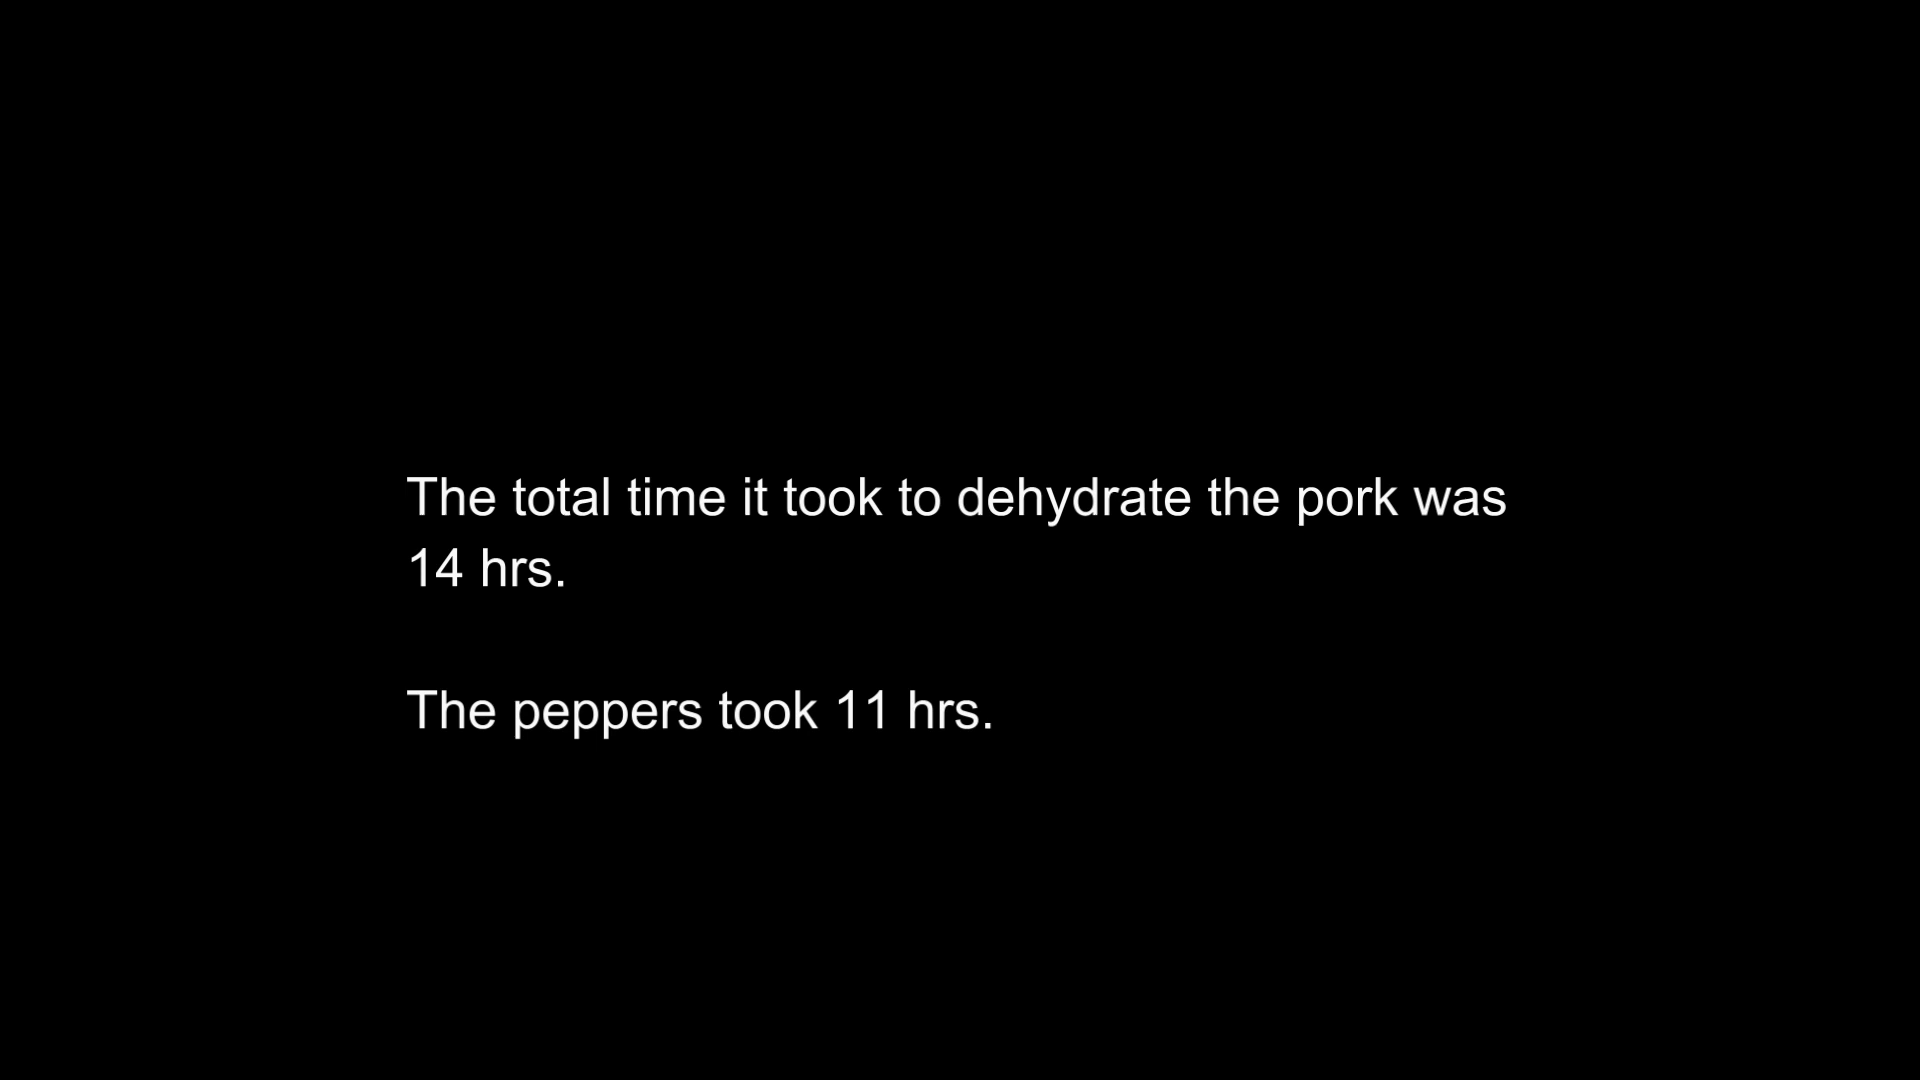 The total time it took to dehydrate the pork was
14 hrs.
The peppers took 11 hrs.